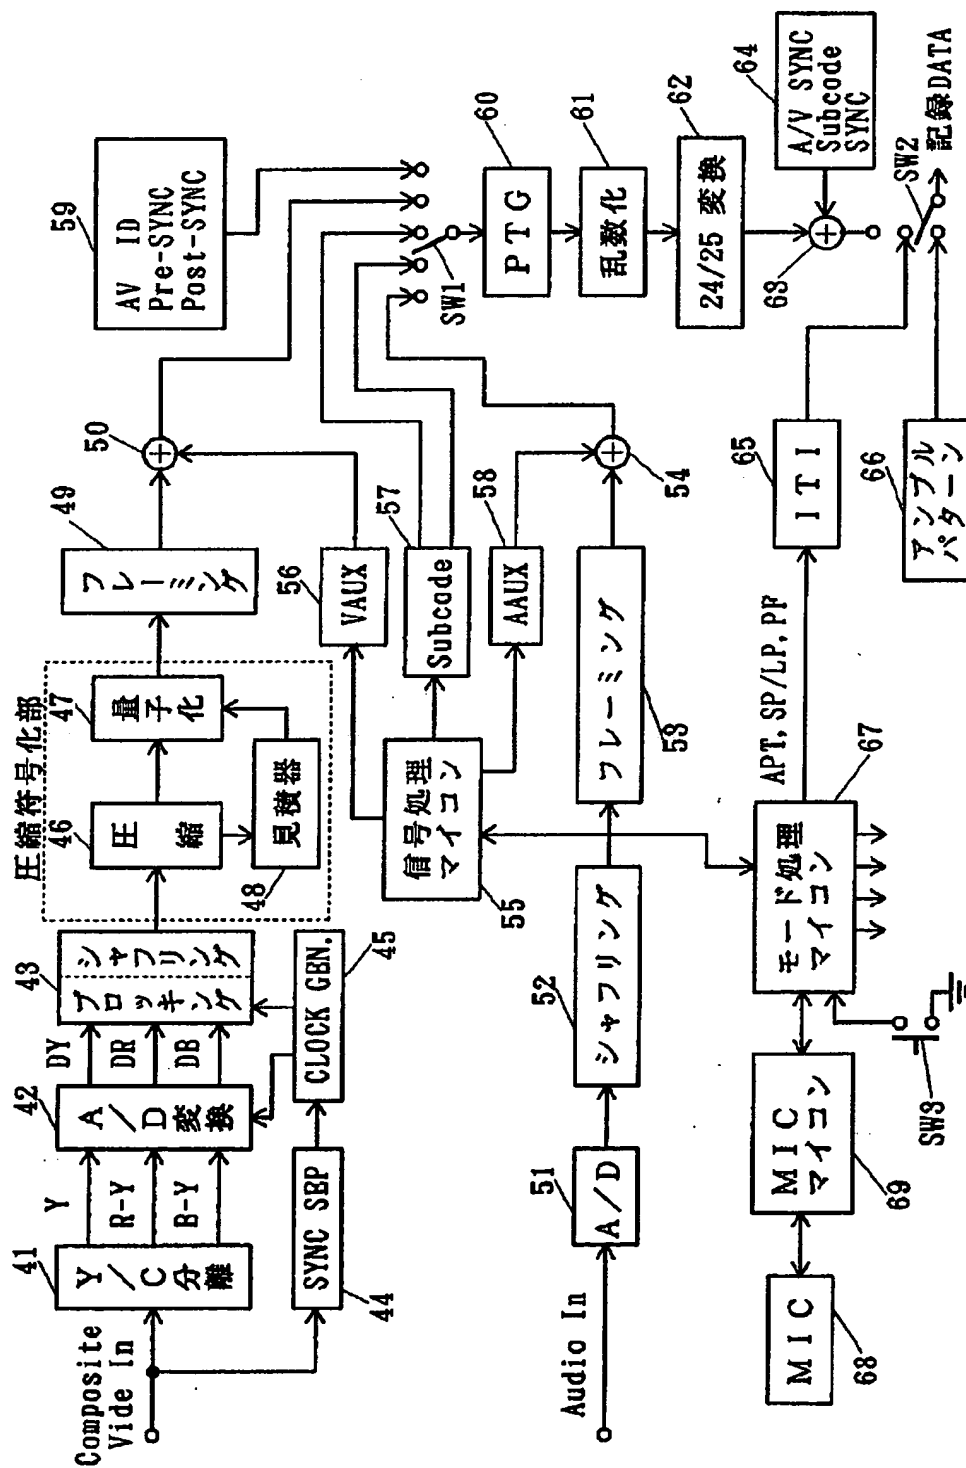 Composite
Vide In
41
Y/C分離
Y
R-Y
B-Y
42
A/D変換
DY
DR
DB
43
ブロッキング
シャフリング
圧縮符号化部
46
圧縮
47
量子化
48
見積器
49
フレーミング
50
59
AV ID
Pre-SYNC
Post-SYNC
SYNC SBP
44
CLOCK GBN.
45
信号処理
マイコン
55
56
VAUX
57
Subcade
58
AAUX
SW1
60
PTG
61
乱数化
62
24/25 変換
63
64
A/V SYNC
Subcode
SYNC
Audio In
51
A/D
52
シャフリング
53
フレーミング
54
MIC
68
MIC
マイコン
69
SW3
モード処理
マイコン
67
APT, SP/LP, PF
65
ITI
66
アンブル
パターン
SW2
記録DATA